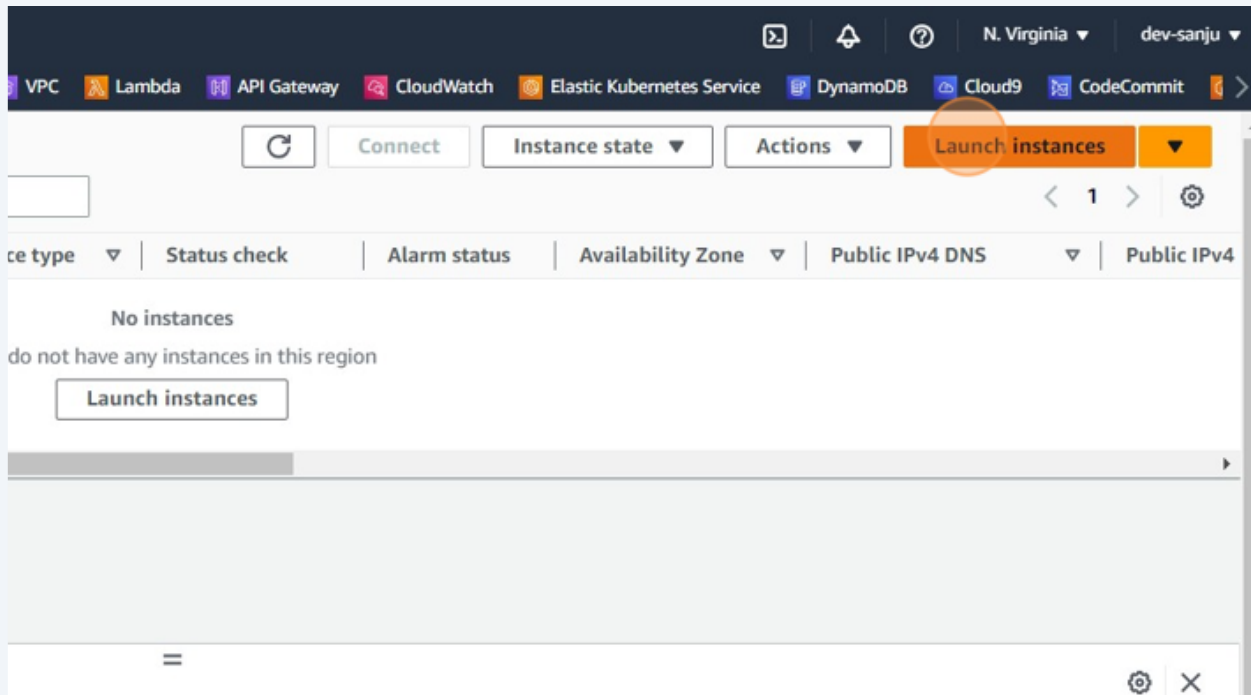 N. Virginia dev-sanju
VPC Lambda API Gateway CloudWatch Elastic Kubernetes Service DynamoDB Cloud9 CodeCommit
Connect Instance state Actions Launch instances
1
ce type Status check Alarm status Availability Zone Public IPv4 DNS Public IPv4
No instances
do not have any instances in this region
Launch instances